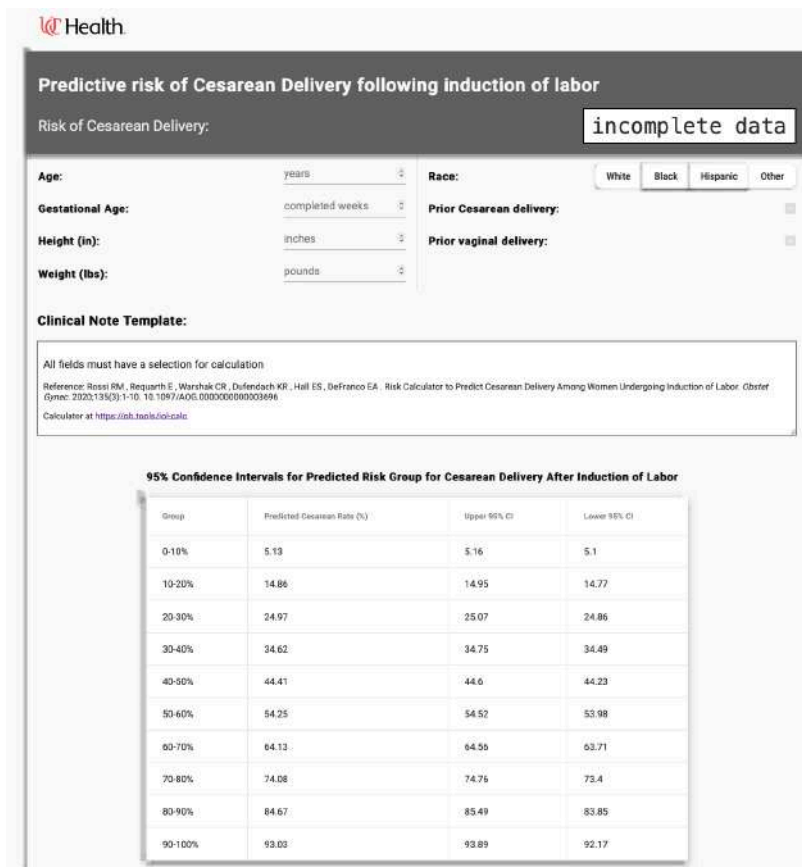 UC Health.
Predictive risk of Cesarean Delivery following induction of labor
Risk of Cesarean Delivery:
incomplete data
Age:
years
Gestational Age:
completed weeks
Height (in):
inches
Weight (lbs):
pounds
Race:
White Black Hispanic Other
Prior Cesarean delivery:
Prior vaginal delivery:
Clinical Note Template:
All fields must have a selection for calculation
Reference: Rossi RM , Requarth E , Warshak CR , Dufendach KR , Hall ES , DeFranco EA . Risk Calculator to Predict Cesarean Delivery Among Women Undergoing Induction of Labor. Obstet
Gynec. 2020;135(3):1-10. 10.1097/AOG.0000000000003696
Calculator at https://ob.tools/iol-calc
95% Confidence Intervals for Predicted Risk Group for Cesarean Delivery After Induction of Labor
Group Predicted Cesarean Rate (%) Upper 95% CI Lower 95% CI
0-10% 5.13 5.16 5.1
10-20% 14.86 14.95 14.77
20-30% 24.97 25.07 24.86
30-40% 34.62 34.75 34.49
40-50% 44.41 44.6 44.23
50-60% 54.25 54.52 53.98
60-70% 64.13 64.56 63.71
70-80% 74.08 74.76 73.4
80-90% 84.67 85.49 83.85
90-100% 93.03 93.89 92.17